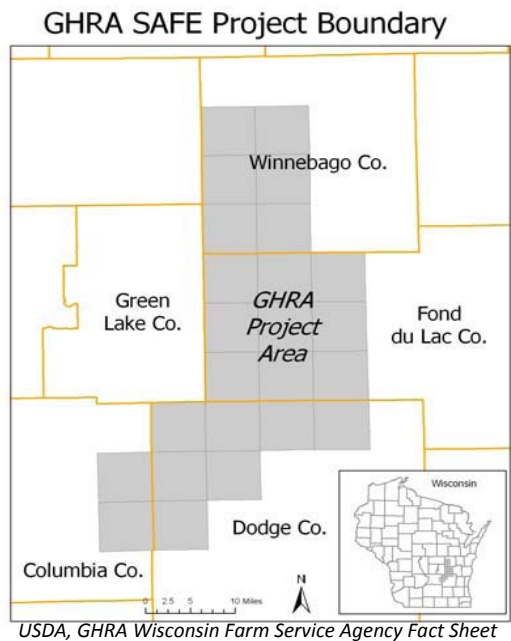 GHRA SAFE Project Boundary
Winnebago Co.
Green
Lake Co.
GHRA
Project
Area
Fond
du Lac Co.
Wisconsin
Dodge Co.
Columbia Co.
0 2.5 5 10 Miles
N
USDA, GHRA Wisconsin Farm Service Agency Fact Sheet